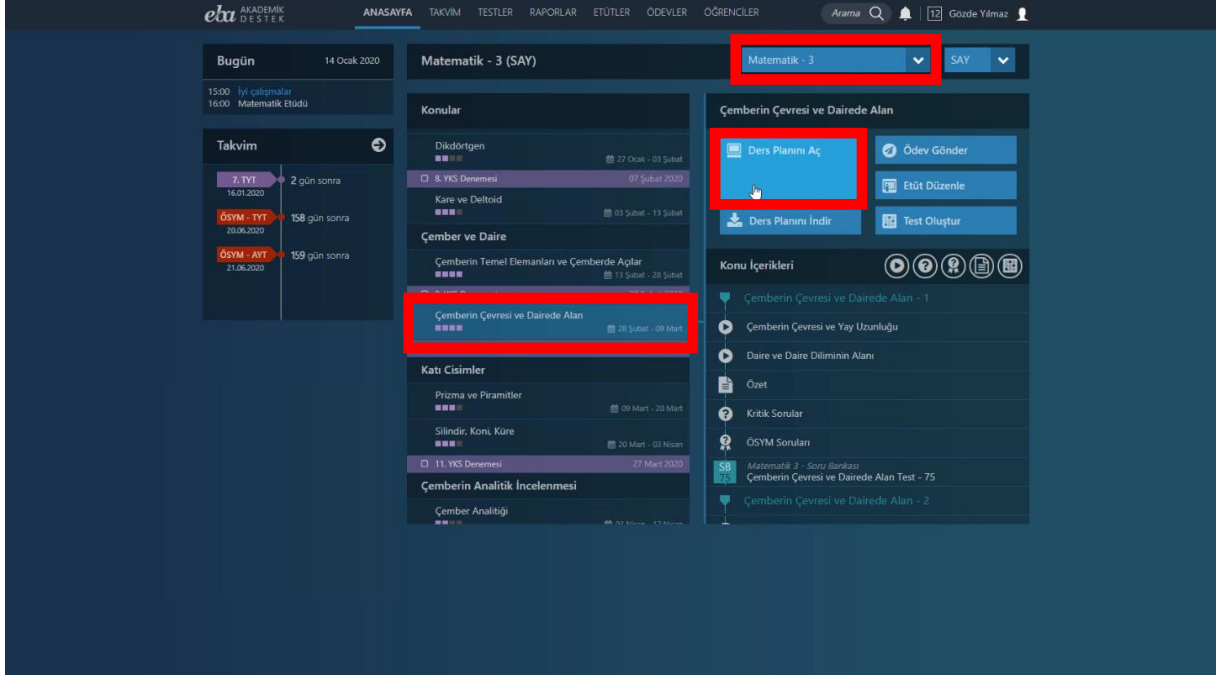 eba AKADEMİK DESTEK
ANASAYFA TAKVİM TESTLER RAPORLAR ETÜTLER ÖDEVLER ÖĞRENCİLER
Arama 12 Gözde Yılmaz
Bugün 14 Ocak 2020
15:00 İyi çalışmalar
16:00 Matematik Etüdü
Takvim
7. TYT 2 gün sonra
16.01.2020
ÖSYM - TYT 158 gün sonra
20.06.2020
ÖSYM - AYT 159 gün sonra
21.06.2020
Matematik - 3 (SAY)
Matematik - 3
SAY
Konular
Dikdörtgen
27 Ocak - 03 Şubat
8. YKS Denemesi 07 Şubat 2020
Kare ve Deltoid
03 Şubat - 13 Şubat
Çember ve Daire
Çemberin Temel Elemanları ve Çemberde Açılar
13 Şubat - 28 Şubat
Çemberin Çevresi ve Dairede Alan
28 Şubat - 09 Mart
Katı Cisimler
Prizma ve Piramitler
09 Mart - 20 Mart
Silindir, Koni, Küre
20 Mart - 03 Nisan
11. YKS Denemesi 27 Mart 2020
Çemberin Analitik İncelenmesi
Çember Analitiği
Çemberin Çevresi ve Dairede Alan
Ders Planını Aç
Ödev Gönder
Etüt Düzenle
Ders Planını İndir
Test Oluştur
Konu İçerikleri
Çemberin Çevresi ve Dairede Alan - 1
Çemberin Çevresi ve Yay Uzunluğu
Daire ve Daire Diliminin Alanı
Özet
Kritik Sorular
ÖSYM Soruları
SB Matematik 3 - Soru Bankası
75 Çemberin Çevresi ve Dairede Alan Test - 75
Çemberin Çevresi ve Dairede Alan - 2